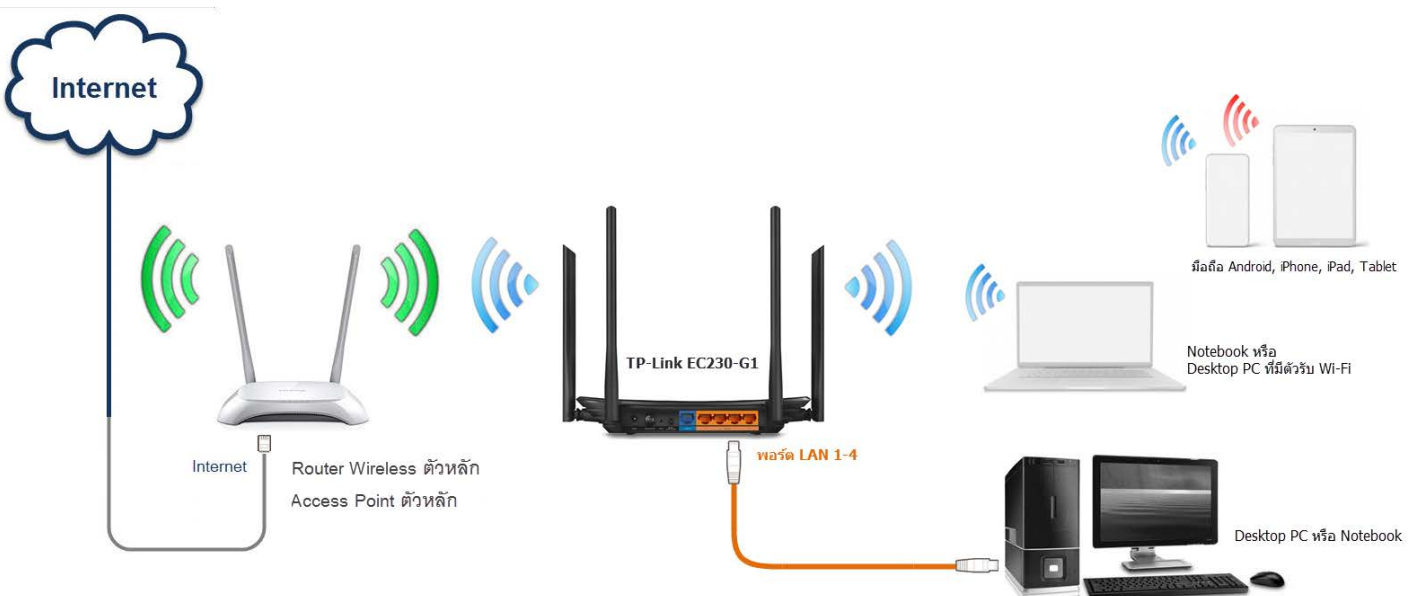 Internet
มือถือ Android, iPhone, iPad, Tablet
TP-Link EC230-G1
Notebook หรือ
Desktop PC ที่มีตัวรับ Wi-Fi
พอร์ต LAN 1-4
Internet
Router Wireless ตัวหลัก
Access Point ตัวหลัก
Desktop PC หรือ Notebook